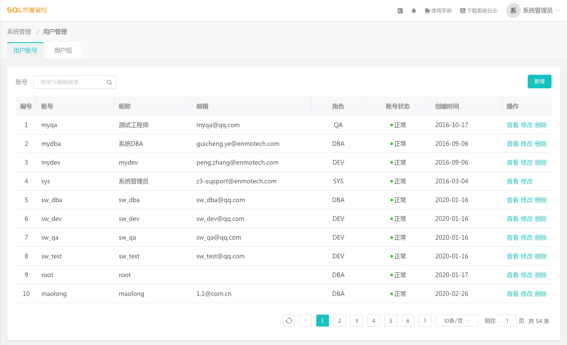 SQL质量管控
使用手册 下载系统日志 系 系统管理员
系统管理 / 用户管理
用户账号 用户组
账号： 使用%模糊搜索 新增
编号 账号 昵称 邮箱 角色 账号状态 创建时间 操作
1 myqa 测试工程师 myqa@qq.com QA 正常 2016-10-17 查看 修改 删除
2 mydba 系统DBA guicheng.ye@enmotech.com DBA 正常 2016-09-06 查看 修改 删除
3 mydev mydev peng.zhang@enmotech.com DEV 正常 2016-09-06 查看 修改 删除
4 sys 系统管理员 z3-support@enmotech.com SYS 正常 2016-03-04 查看 修改
5 sw_dba sw_dba sw_dba@qq.com DBA 正常 2020-01-16 查看 修改 删除
6 sw_dev sw_dev sw_dev@qq.com DEV 正常 2020-01-16 查看 修改 删除
7 sw_qa sw_qa sw_qa@qq.com DEV 正常 2020-01-16 查看 修改 删除
8 sw_test sw_test sw_test@qq.com DEV 正常 2020-01-16 查看 修改 删除
9 root root DBA 正常 2020-01-17 查看 修改 删除
10 maolong maolong 1.1@com.cn DBA 正常 2020-02-26 查看 修改 删除
1 2 3 4 5 6 10条/页 前往 1 页 共 54 条